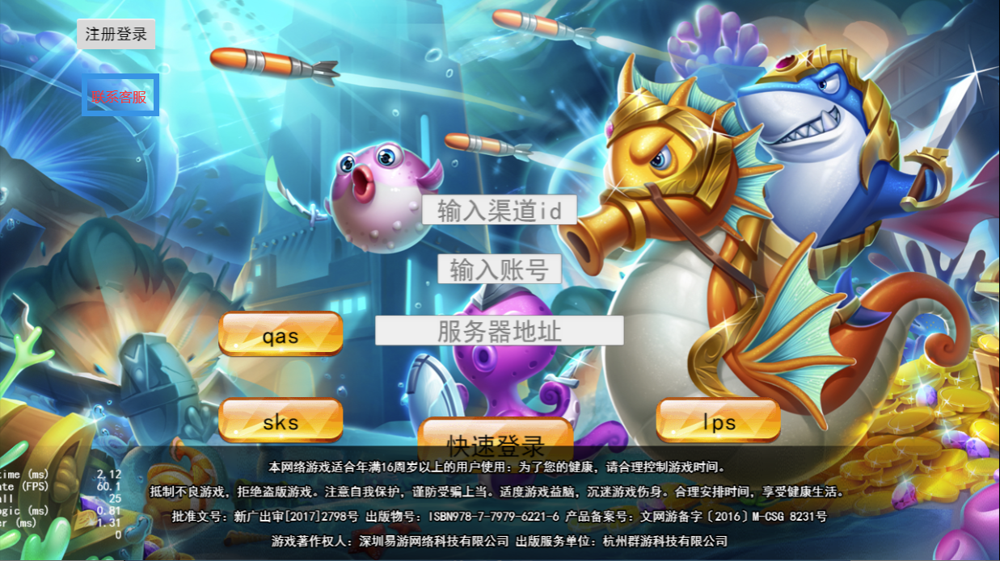 注册登录
联系客服
输入渠道id
输入账号
服务器地址
qas
sks
lps
快速登录
本网络游戏适合年满16周岁以上的用户使用：为了您的健康，请合理控制游戏时间。
抵制不良游戏，拒绝盗版游戏。注意自我保护，谨防受骗上当。适度游戏益脑，沉迷游戏伤身。合理安排时间，享受健康生活。
批准文号：新广出审[2017]2798号 出版物号：ISBN978-7-7979-6221-6 产品备案号：文网游备字〔2016〕M-CSG 8231号
游戏著作权人：深圳易游网络科技有限公司 出版服务单位：杭州群游科技有限公司
time (ms) 2.12
(FPS) 60.1
25
(ms) 0.81
(ms) 1.31
0